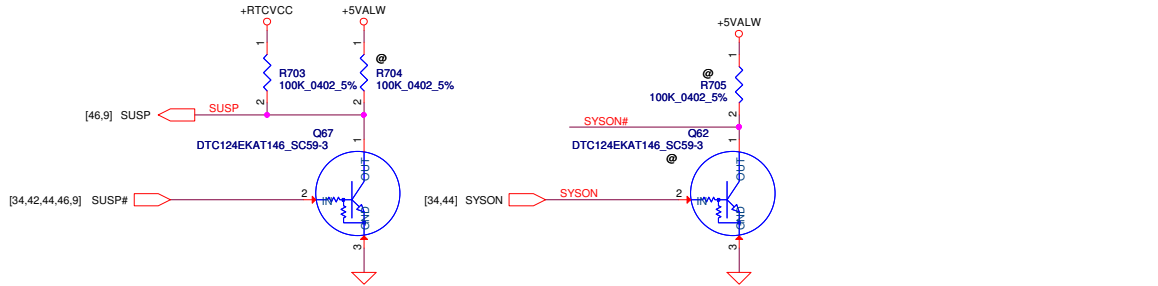 +RTCVCC
+5VALW
+5VALW
1
1
@
R703
100K_0402_5%
R704
100K_0402_5%
2
2
1
@
R705
100K_0402_5%
2
[46,9] SUSP
SUSP
SYSON#
Q67
DTC124EKAT146_SC59-3
1
Q62
DTC124EKAT146_SC59-3
@
1
OUT
OUT
[34,42,44,46,9] SUSP#
2
IN
[34,44] SYSON
SYSON
2
IN
GND
GND
3
3